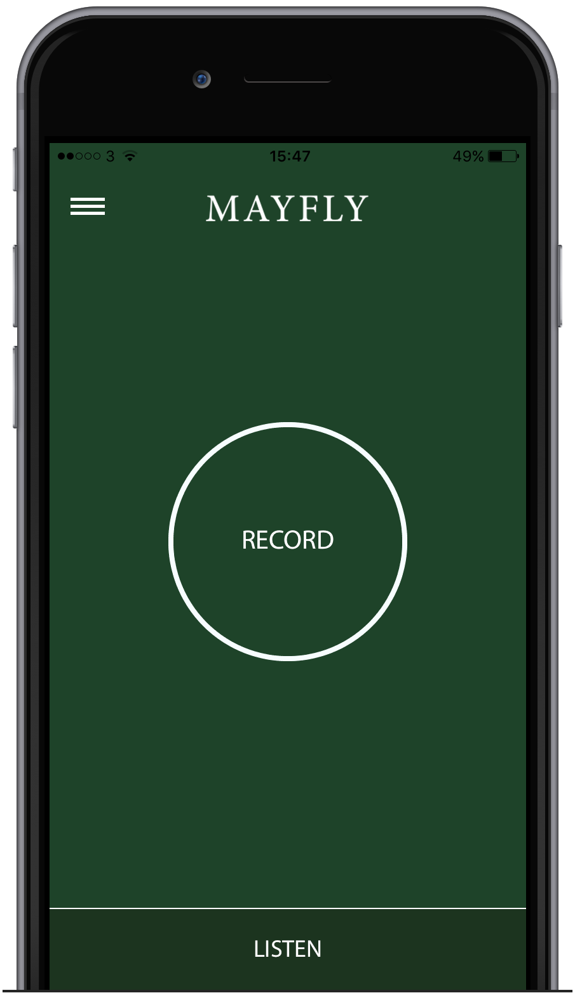 3 15:47 49%
MAYFLY
RECORD
LISTEN